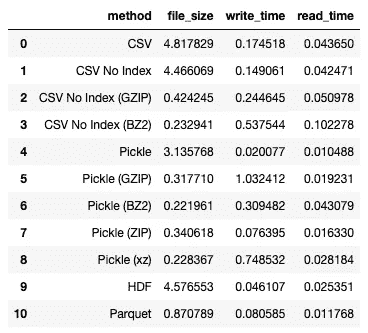 method file_size write_time read_time
0 CSV 4.817829 0.174518 0.043650
1 CSV No Index 4.466069 0.149061 0.042471
2 CSV No Index (GZIP) 0.424245 0.244645 0.050978
3 CSV No Index (BZ2) 0.232941 0.537544 0.102278
4 Pickle 3.135768 0.020077 0.010488
5 Pickle (GZIP) 0.317710 1.032412 0.019231
6 Pickle (BZ2) 0.221961 0.309482 0.043079
7 Pickle (ZIP) 0.340618 0.076395 0.016330
8 Pickle (xz) 0.228367 0.748532 0.028184
9 HDF 4.576553 0.046107 0.025351
10 Parquet 0.870789 0.080585 0.011768